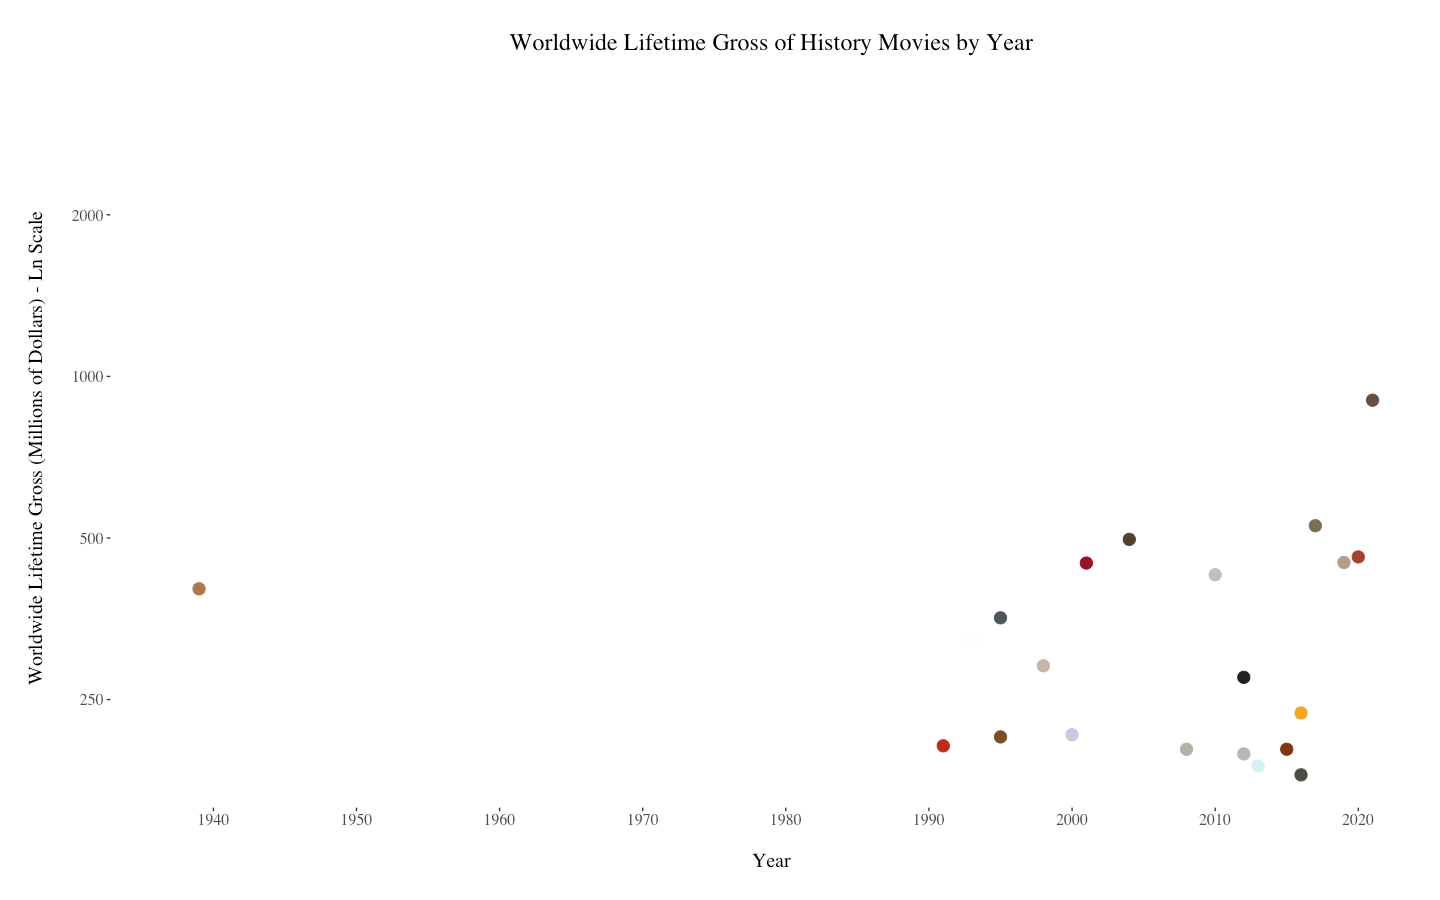 Worldwide Lifetime Gross of History Movies by Year
Worldwide Lifetime Gross (Millions of Dollars) - Ln Scale
2000
1000
500
250
1940 1950 1960 1970 1980 1990 2000 2010 2020
Year